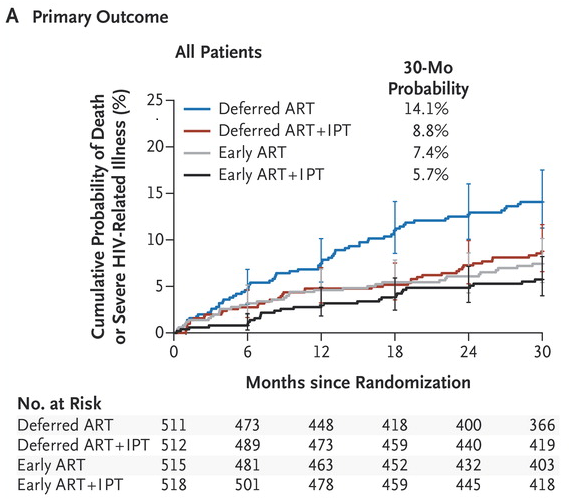 A Primary Outcome
All Patients
30-Mo
Probability
Deferred ART 14.1%
Deferred ART+IPT 8.8%
Early ART 7.4%
Early ART+IPT 5.7%
Cumulative Probability of Death
or Severe HIV-Related Illness (%)
25
20
15
10
5
0
0 6 12 18 24 30
Months since Randomization
No. at Risk
Deferred ART 511 473 448 418 400 366
Deferred ART+IPT 512 489 473 459 440 419
Early ART 515 481 463 452 432 403
Early ART+IPT 518 501 478 459 445 418